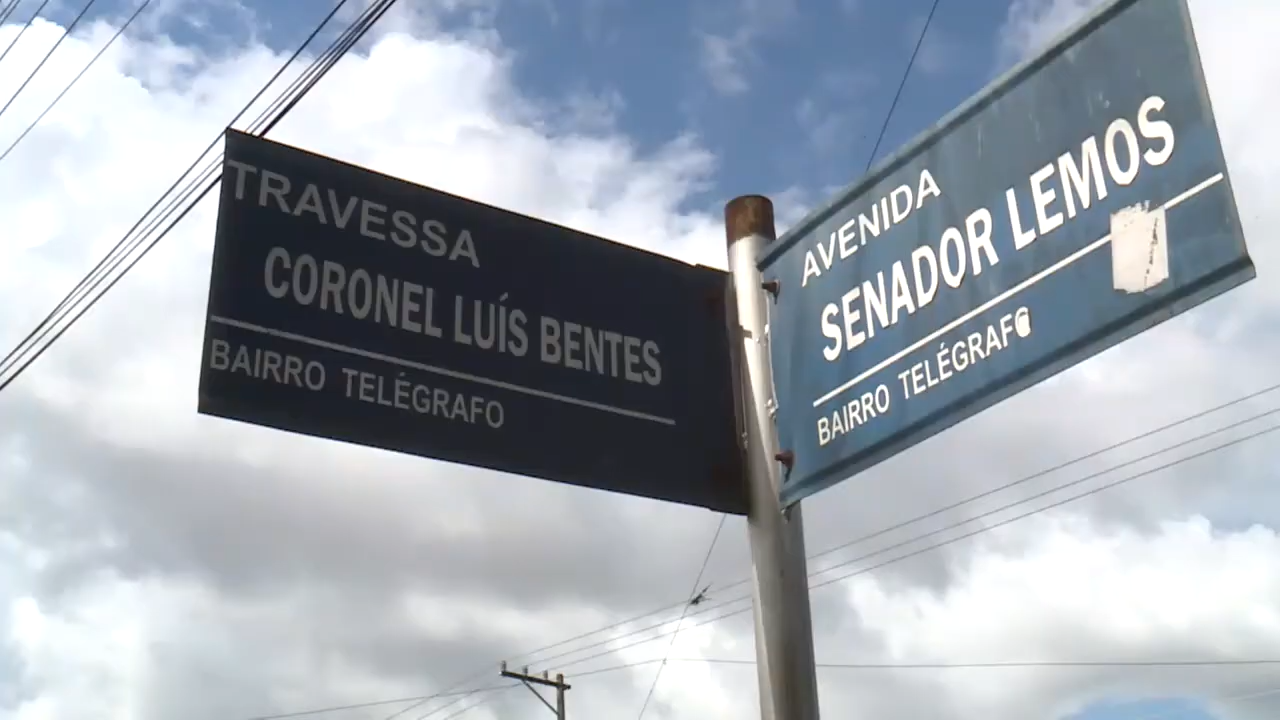 TRAVESSA
CORONEL LUÍS BENTES
BAIRRO TELÉGRAFO
AVENIDA
SENADOR LEMOS
BAIRRO TELÉGRAFO